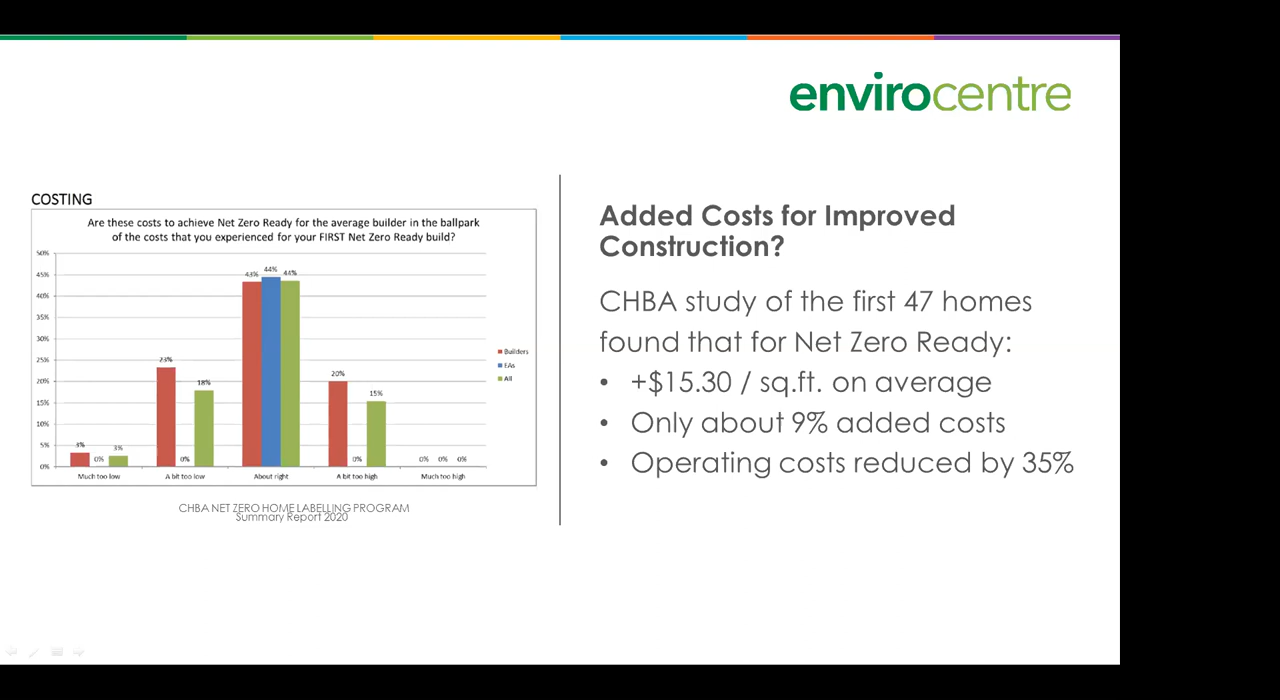 envirocentre
COSTING
Are these costs to achieve Net Zero Ready for the average builder in the ballpark
of the costs that you experienced for your FIRST Net Zero Ready build?
50%
45%
40%
35%
30%
25%
20%
15%
10%
5%
0%
3%
0%
3%
23%
0%
18%
43%
44%
44%
20%
0%
15%
0%
0%
0%
Much too low
A bit too low
About right
A bit too high
Much too high
Builders
EAs
All
CHBA NET ZERO HOME LABELLING PROGRAM
Summary Report 2020
Added Costs for Improved
Construction?
CHBA study of the first 47 homes
found that for Net Zero Ready:
• +$15.30 / sq.ft. on average
• Only about 9% added costs
• Operating costs reduced by 35%